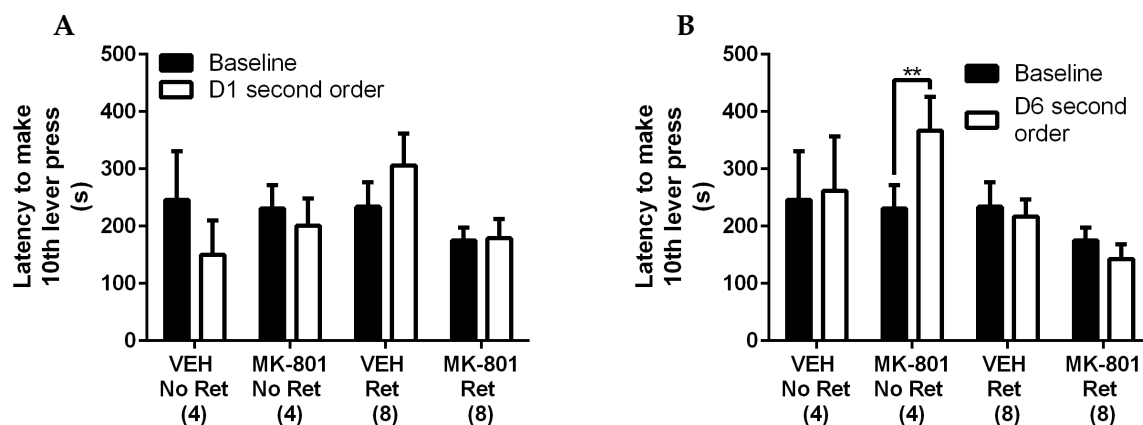 A
Latency to make
10th lever press
(s)
500
400
300
200
100
0
Baseline
D1 second order
VEH
No Ret
(4)
MK-801
No Ret
(4)
VEH
Ret
(8)
MK-801
Ret
(8)
B
Latency to make
10th lever press
(s)
500
400
300
200
100
0
**
Baseline
D6 second
order
VEH
No Ret
(4)
MK-801
No Ret
(4)
VEH
Ret
(8)
MK-801
Ret
(8)